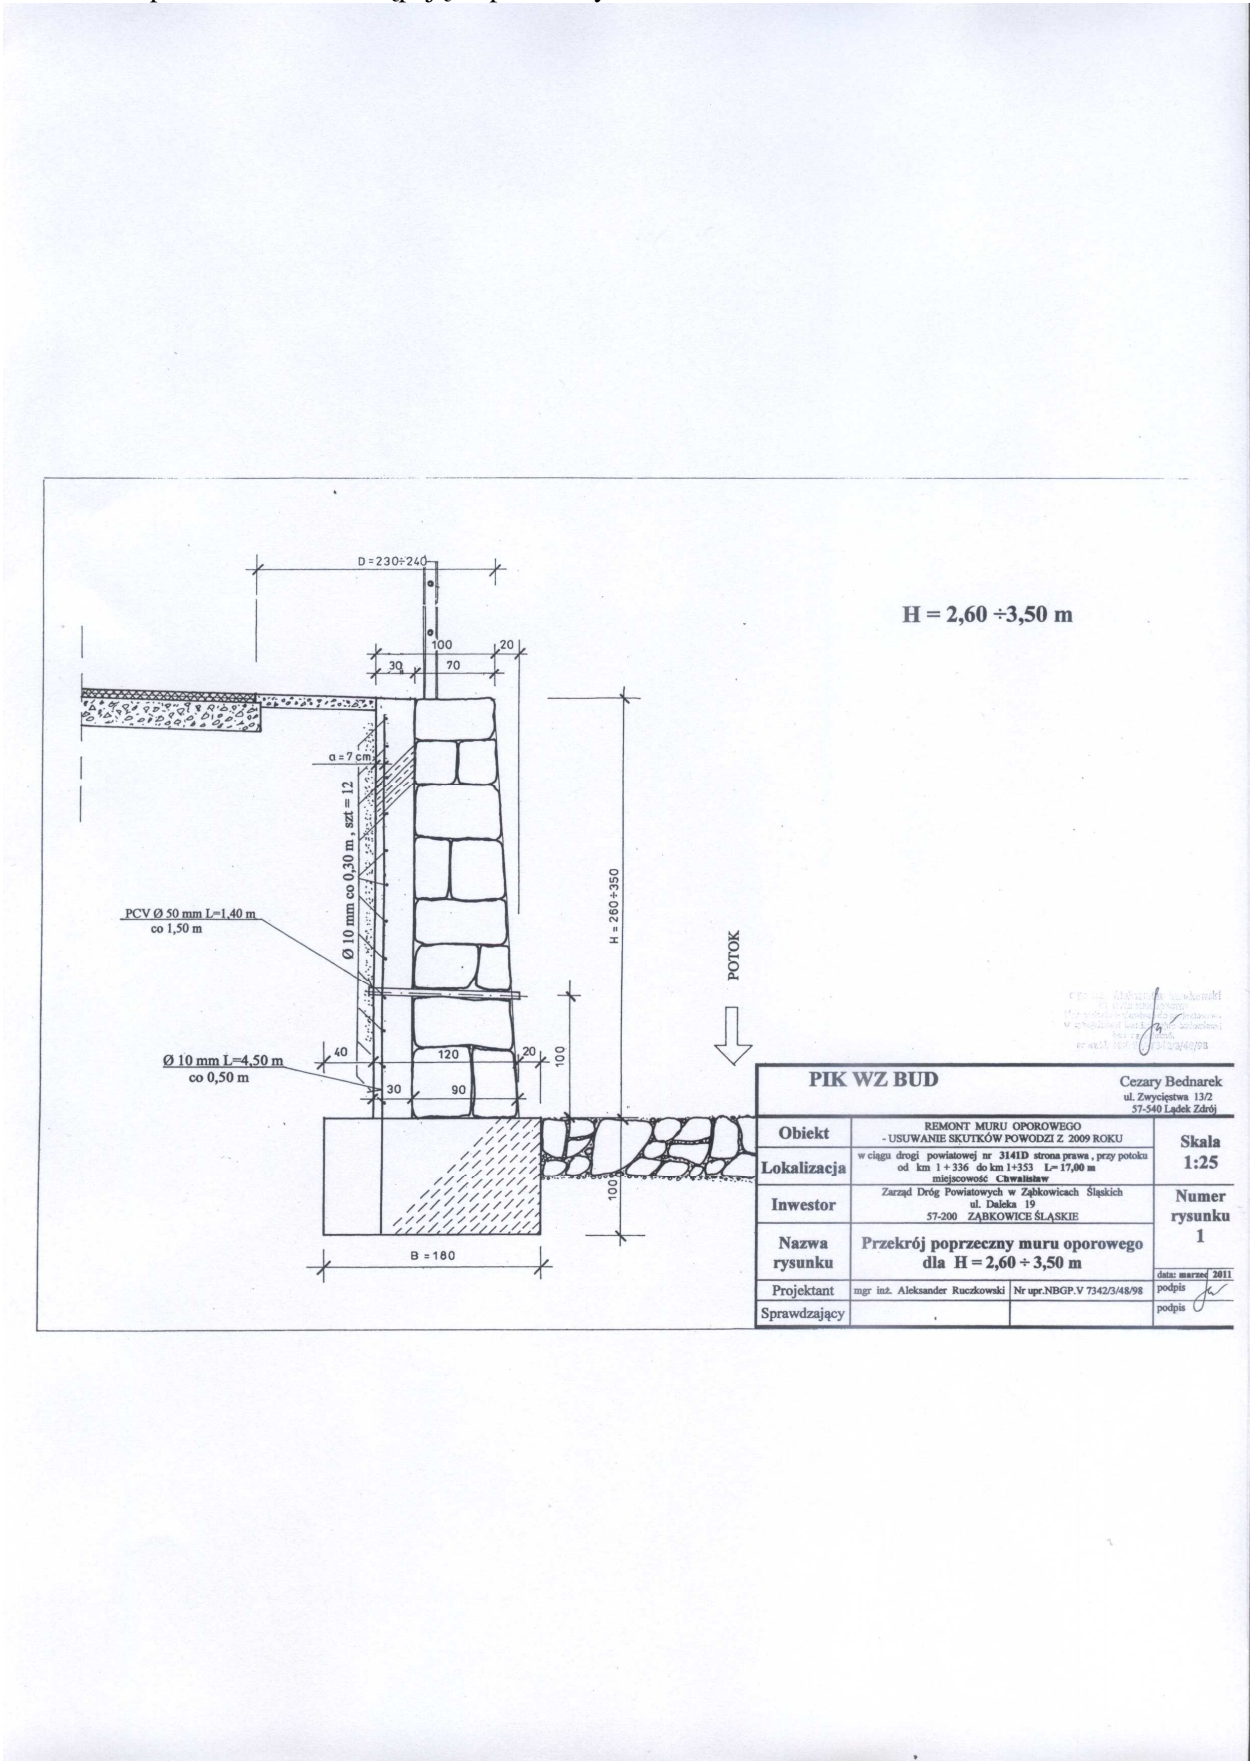 D=230÷240
H = 2,60 ÷3,50 m
100
20
30
70
a=7cm
Ø 10 mm co 0,30 m , szt = 12
H = 260÷350
PCV Ø 50 mm L=1,40 m
co 1,50 m
POTOK
40
120
20
100
Ø 10 mm L=4,50 m
co 0,50 m
30
90
100
B = 180
PIK WZ BUD
Cezary Bednarek
ul. Zwycięstwa 13/2
57-540 Lądek Zdrój
Obiekt
REMONT MURU OPOROWEGO
- USUWANIE SKUTKÓW POWODZI Z 2009 ROKU
Skala
1:25
Lokalizacja
w ciągu drogi powiatowej nr 3141D strona prawa , przy potoku
od km 1 + 336 do km 1+353 L= 17,00 m
miejscowość Chwalisław
Inwestor
Zarząd Dróg Powiatowych w Ząbkowicach Śląskich
ul. Daleka 19
57-200 ZĄBKOWICE ŚLĄSKIE
Numer
rysunku
1
Nazwa
rysunku
Przekrój poprzeczny muru oporowego
dla H = 2,60 ÷ 3,50 m
data: marzec 2011
Projektant
mgr inż. Aleksander Ruczkowski
Nr upr.NBGP.V 7342/3/48/98
podpis
Sprawdzający
podpis